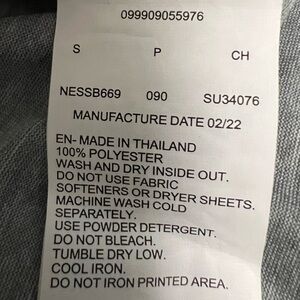 099909055976
S P CH
NESSB669 090 SU34076
MANUFACTURE DATE 02/22
EN- MADE IN THAILAND
100% POLYESTER
WASH AND DRY INSIDE OUT.
DO NOT USE FABRIC
SOFTENERS OR DRYER SHEETS.
MACHINE WASH COLD
SEPARATELY.
USE POWDER DETERGENT.
DO NOT BLEACH.
TUMBLE DRY LOW.
COOL IRON.
DO NOT IRON PRINTED AREA.